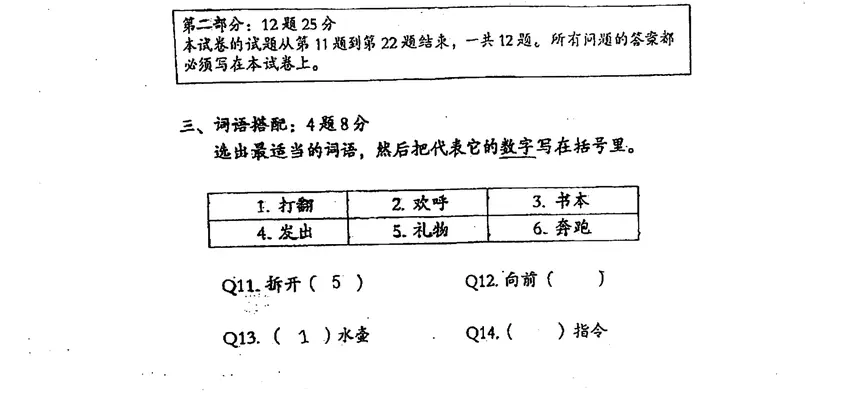 第二部分：12题25分
本试卷的试题从第11题到第22题结束，一共12题。所有问题的答案都
必须写在本试卷上。
三、词语搭配：4题8分
选出最适当的词语，然后把代表它的数字写在括号里。
1. 打翻 2. 欢呼 3. 书本
4. 发出 5. 礼物 6. 奔跑
Q11. 拆开（ 5 ） Q12. 向前（ ）
Q13. （ 1 ）水壶 Q14. （ ）指令